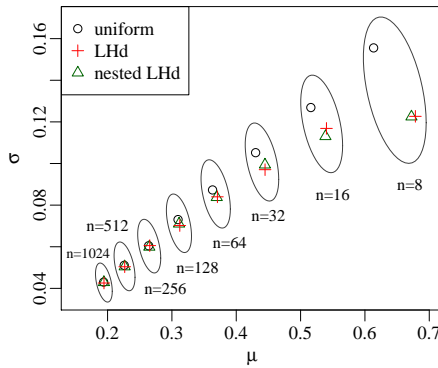 uniform
LHd
nested LHd
n=8
n=16
n=32
n=64
n=128
n=256
n=512
n=1024
σ
0.16
0.12
0.08
0.04
0.2 0.3 0.4 0.5 0.6 0.7
μ